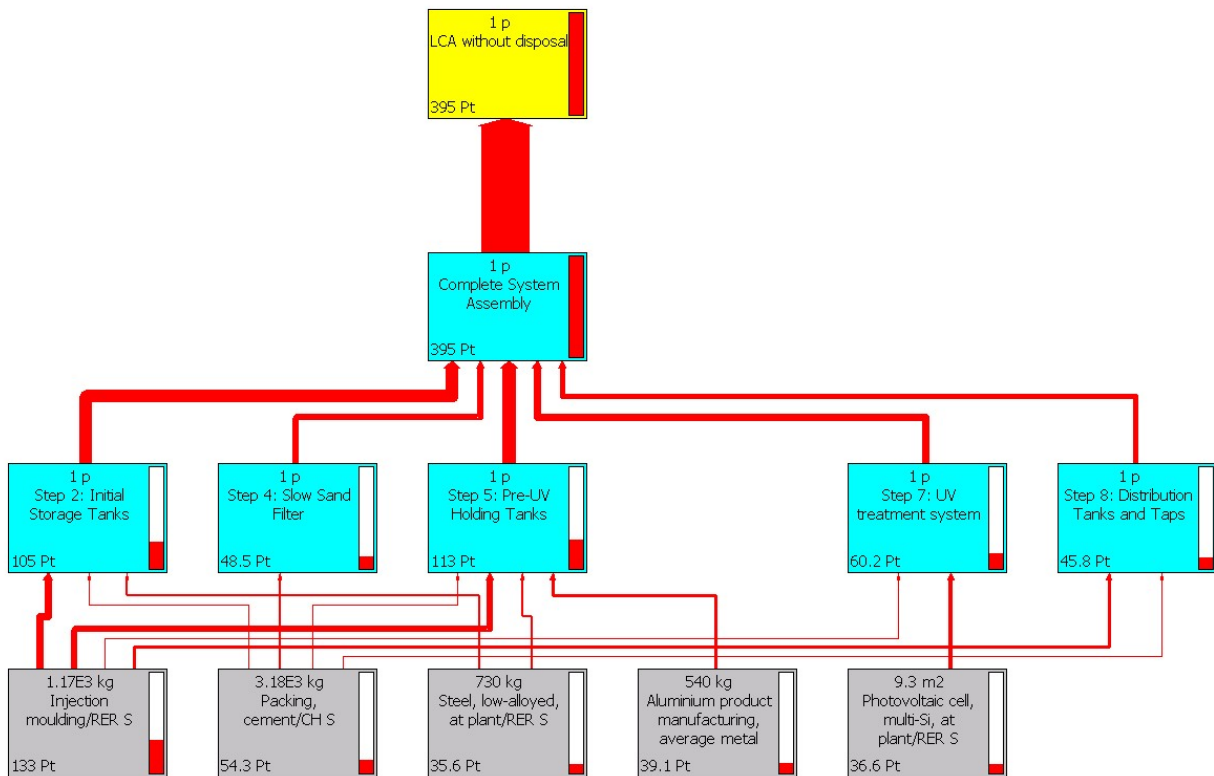 1 p
LCA without disposal
395 Pt
1 p
Complete System
Assembly
395 Pt
1 p
Step 2: Initial
Storage Tanks
105 Pt
1 p
Step 4: Slow Sand
Filter
48.5 Pt
1 p
Step 5: Pre-UV
Holding Tanks
113 Pt
1 p
Step 7: UV
treatment system
60.2 Pt
1 p
Step 8: Distribution
Tanks and Taps
45.8 Pt
1.17E3 kg
Injection
moulding/RER S
133 Pt
3.18E3 kg
Packing,
cement/CH S
54.3 Pt
730 kg
Steel, low-alloyed,
at plant/RER S
35.6 Pt
540 kg
Aluminium product
manufacturing,
average metal
39.1 Pt
9.3 m2
Photovoltaic cell,
multi-Si, at
plant/RER S
36.6 Pt